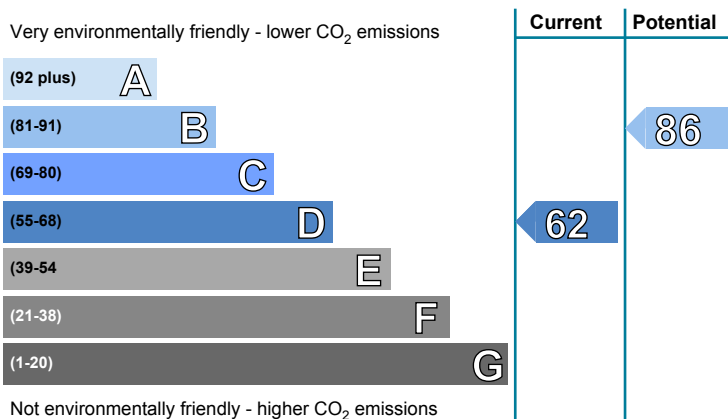 Very environmentally friendly - lower CO2 emissions
Current
Potential
(92 plus) A
(81-91) B
86
(69-80) C
(55-68) D
62
(39-54 E
(21-38) F
(1-20) G
Not environmentally friendly - higher CO2 emissions